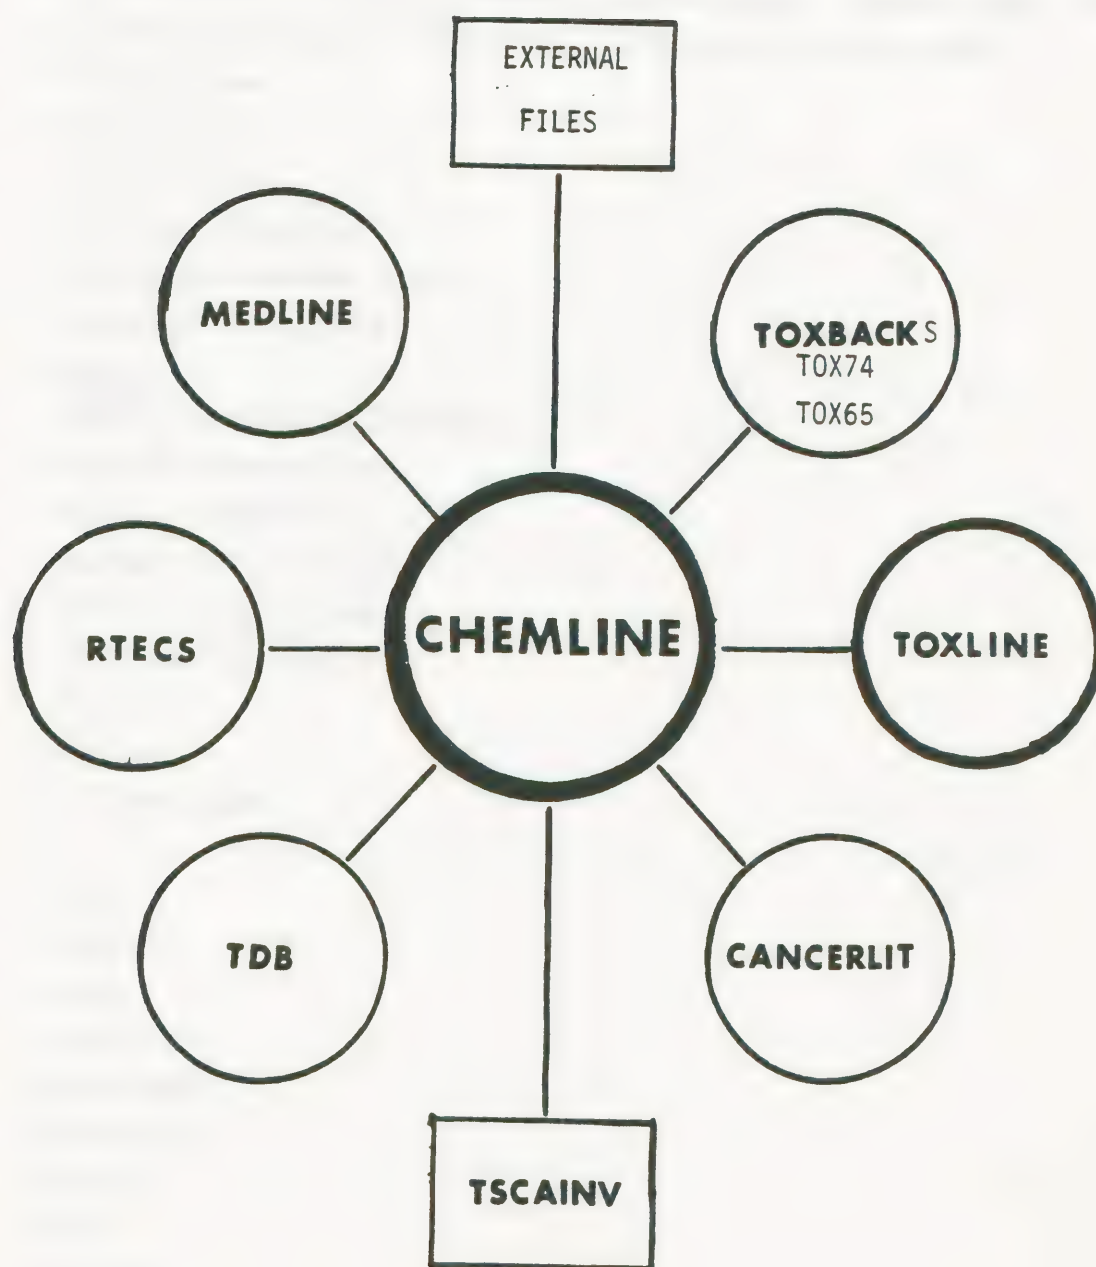 EXTERNAL
FILES
MEDLINE
TOXBACKS
TOX74
TOX65
RTECS
CHEMLINE
TOXLINE
TDB
CANCERLIT
TSCAINV